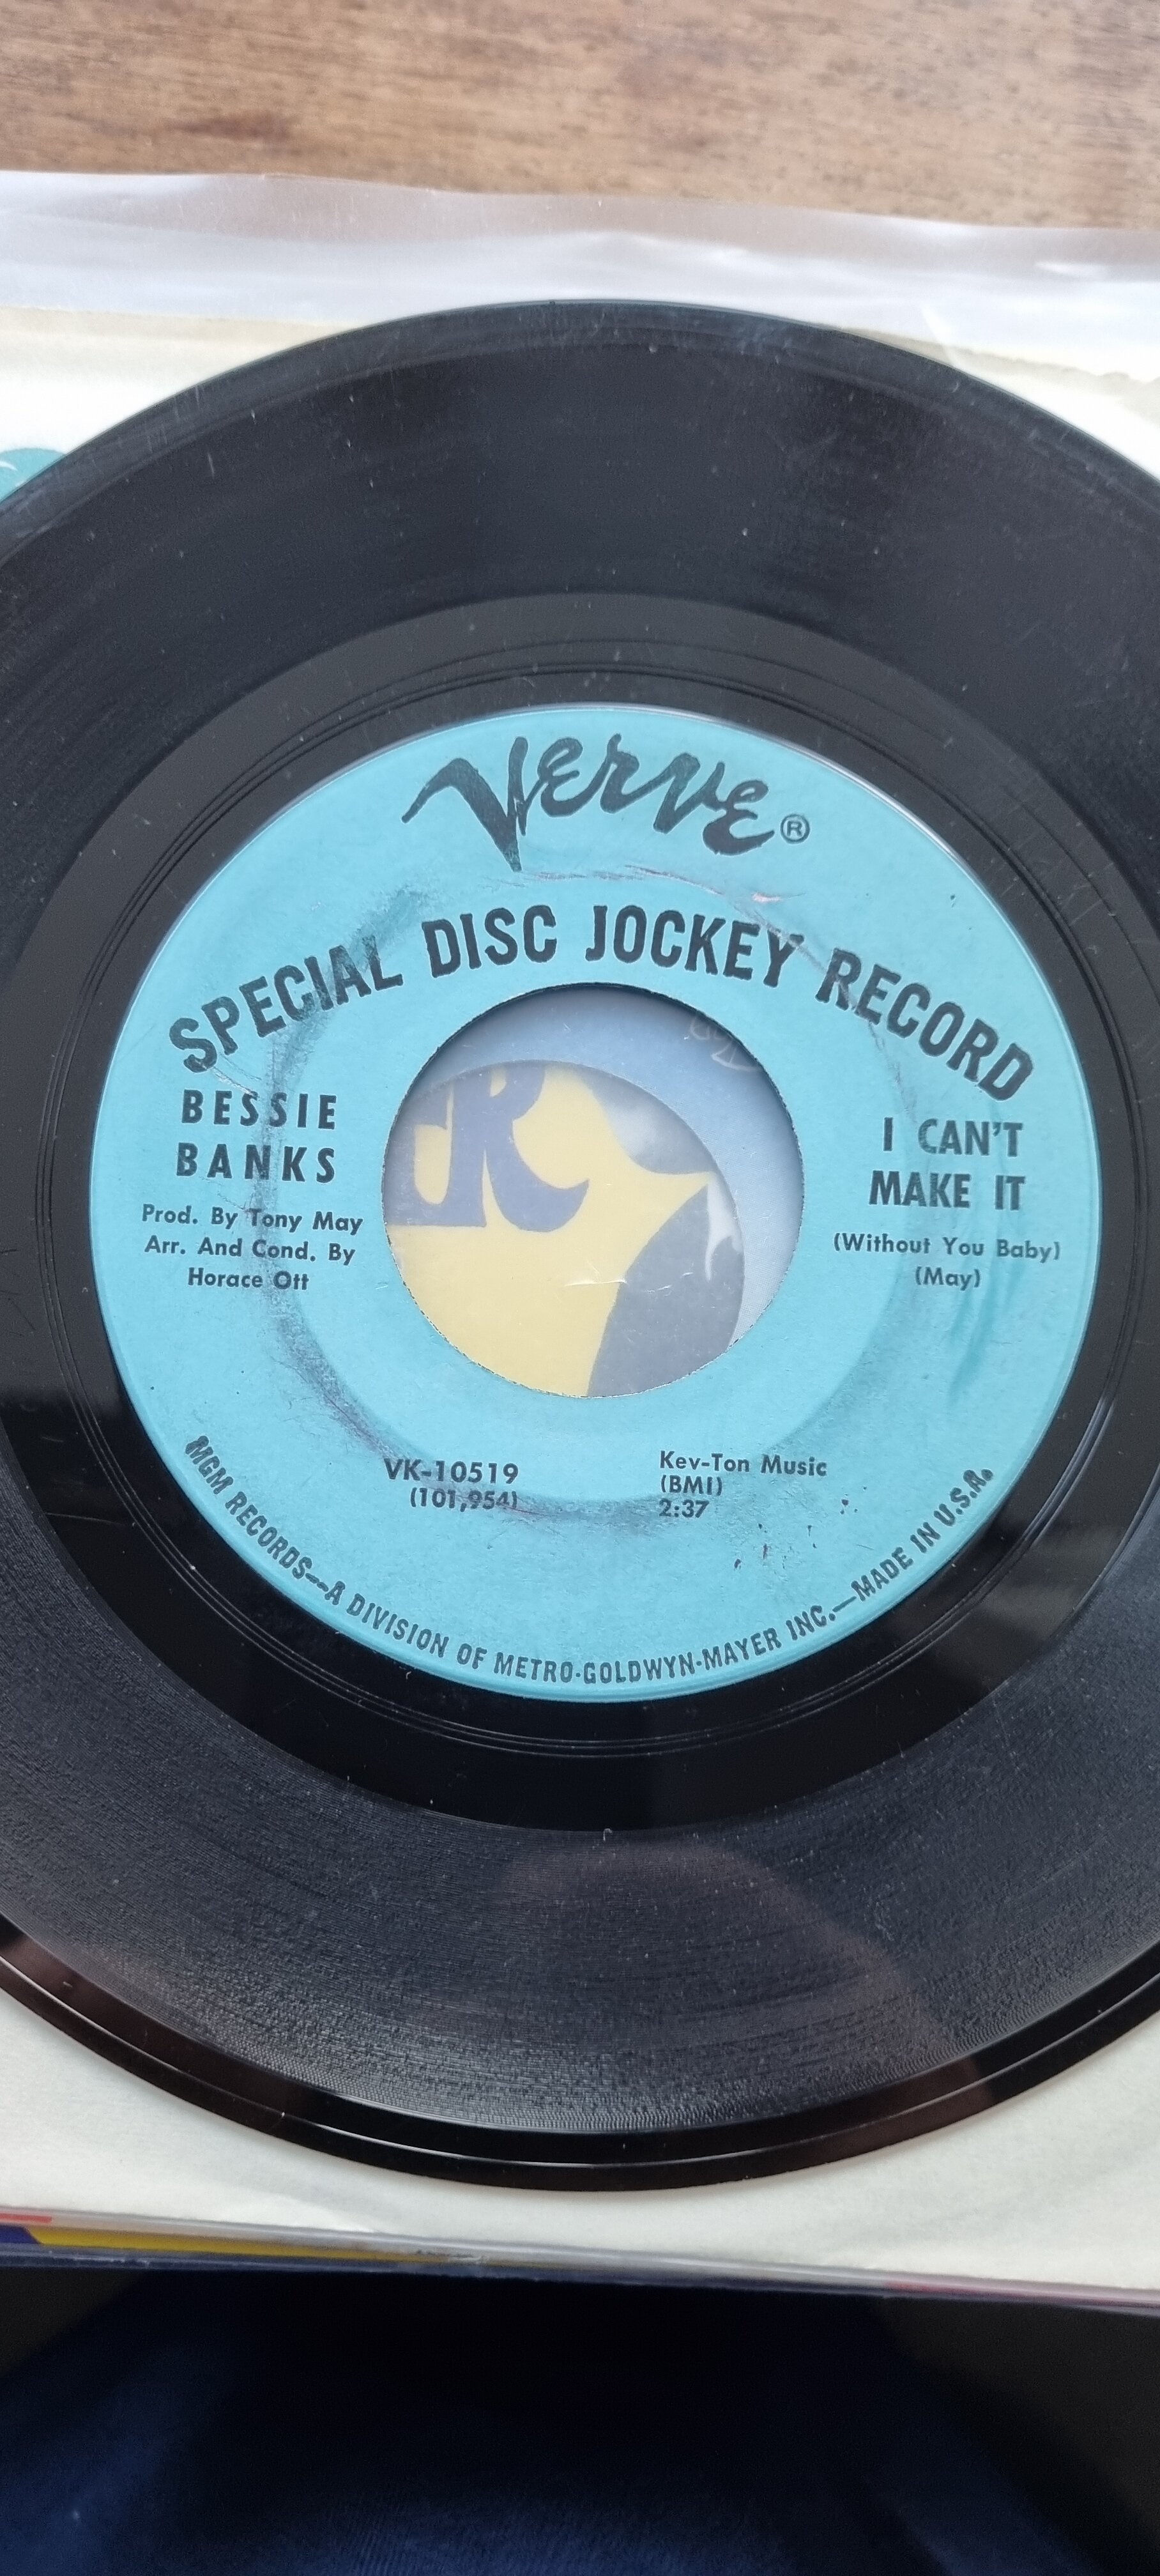 Verve®
SPECIAL DISC JOCKEY RECORD
BESSIE
BANKS
Prod. By Tony May
Arr. And Cond. By
Horace Ott
I CAN'T
MAKE IT
(Without You Baby)
(May)
VK-10519
(101,954)
Kev-Ton Music
(BMI)
2:37
MGM RECORDS—A DIVISION OF METRO-GOLDWYN-MAYER INC.—MADE IN U.S.A.